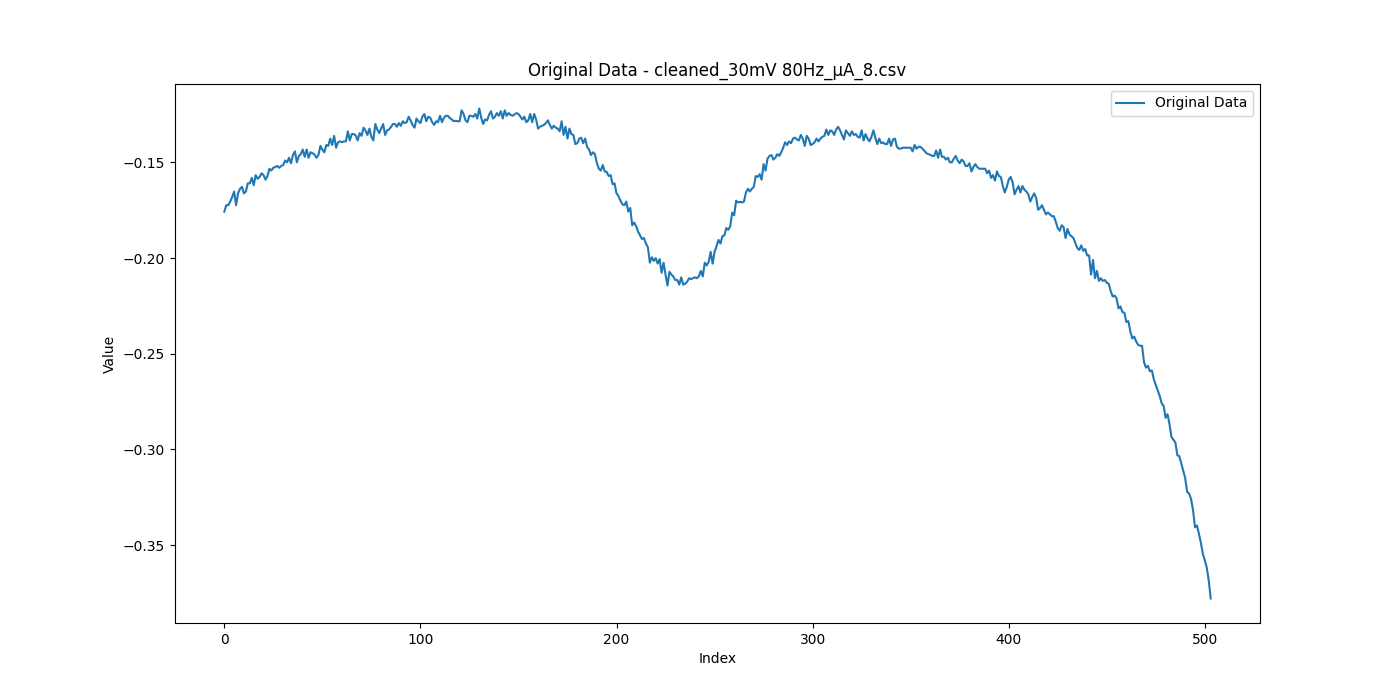 Original Data - cleaned_30mV 80Hz_μA_8.csv
Original Data
−0.15
−0.20
−0.25
−0.30
−0.35
Value
0 100 200 300 400 500
Index